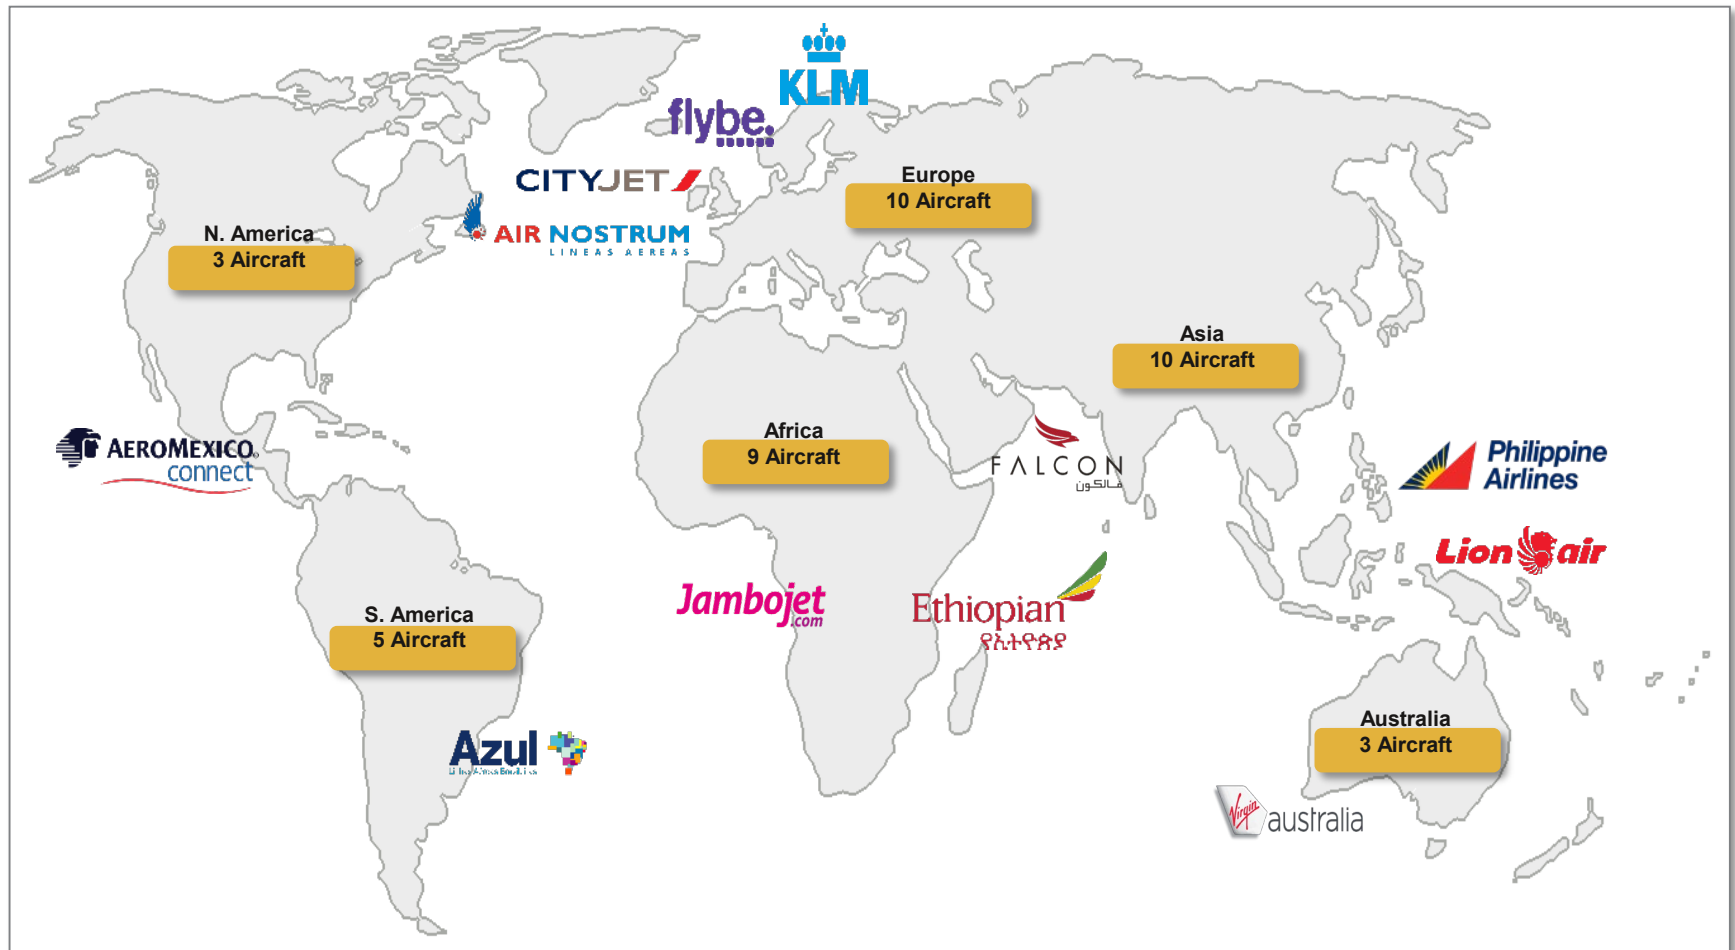 KLM
flybe.
CITYJET
AIR NOSTRUM
LINEAS AEREAS
Europe
10 Aircraft
N. America
3 Aircraft
Asia
10 Aircraft
Africa
9 Aircraft
AEROMEXICO.
connect
FALCON
فالكون
Philippine
Airlines
Lion air
Jambojet
.com
Ethiopian
የኢትዮጵያ
S. America
5 Aircraft
Azul
Australia
3 Aircraft
Virgin
australia